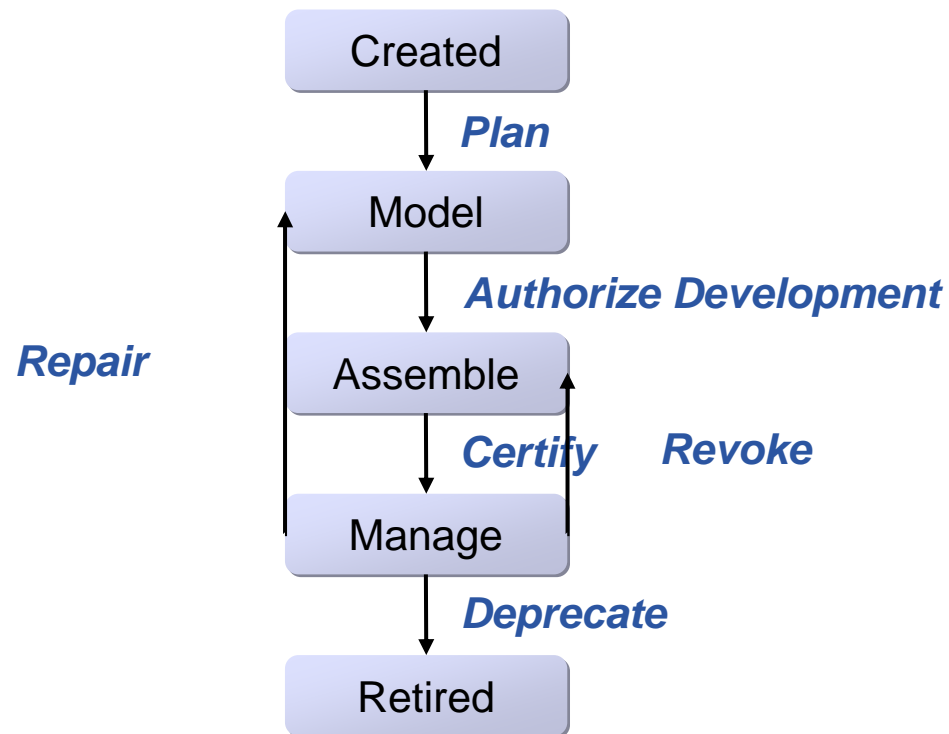 Created
Plan
Model
Authorize Development
Repair
Assemble
Certify
Revoke
Manage
Deprecate
Retired